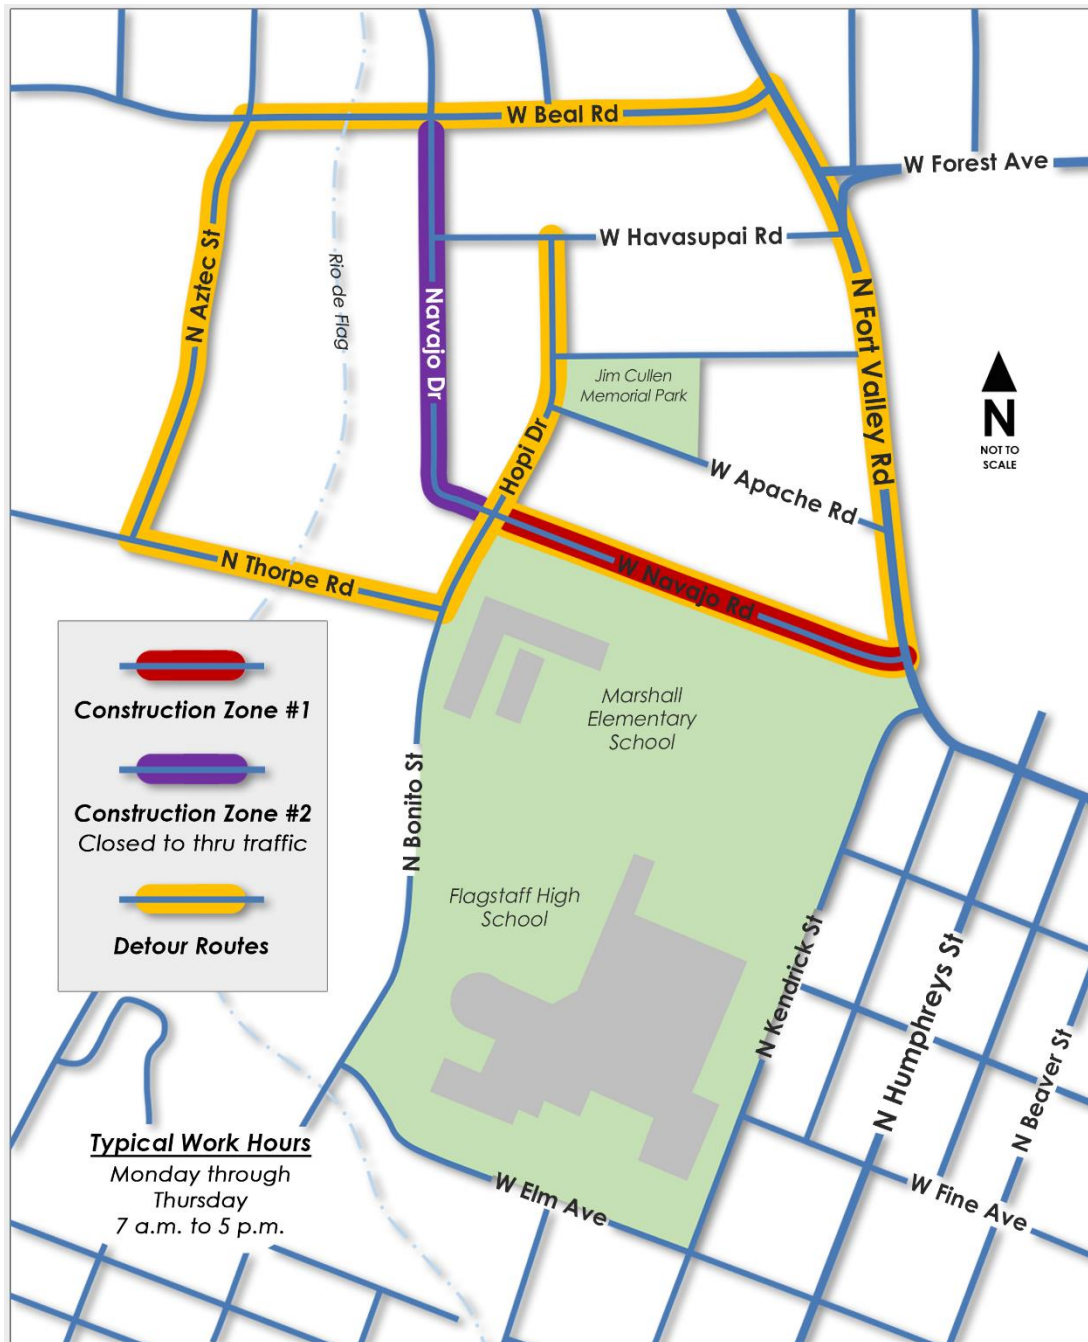 W Beal Rd
W Forest Ave
W Havasupai Rd
N Aztec St
Rio de Flag
Navajo Dr
N Fort Valley Rd
Jim Cullen
Memorial Park
N
NOT TO
SCALE
Hopi Dr
W Apache Rd
N Thorpe Rd
W Navajo Rd
Construction Zone #1
Construction Zone #2
Closed to thru traffic
Detour Routes
Marshall
Elementary
School
N Bonito St
Flagstaff High
School
N Kendrick St
N Humphreys St
N Beaver St
Typical Work Hours
Monday through
Thursday
7 a.m. to 5 p.m.
W Elm Ave
W Fine Ave